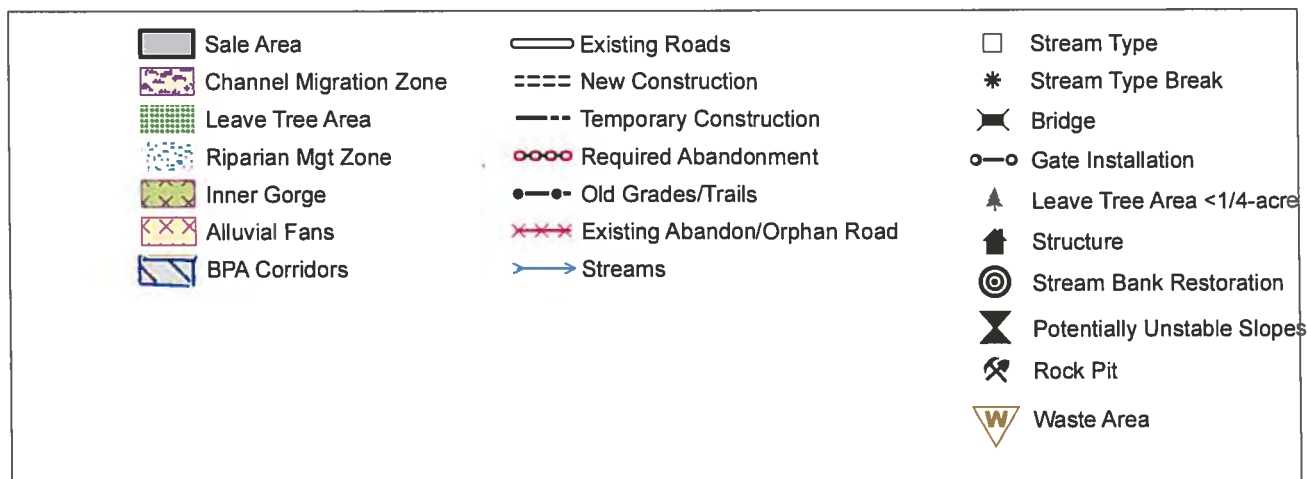 Sale Area
Channel Migration Zone
Leave Tree Area
Riparian Mgt Zone
Inner Gorge
Alluvial Fans
BPA Corridors
Existing Roads
New Construction
Temporary Construction
Required Abandonment
Old Grades/Trails
Existing Abandon/Orphan Road
Streams
Stream Type
Stream Type Break
Bridge
Gate Installation
Leave Tree Area <1/4-acre
Structure
Stream Bank Restoration
Potentially Unstable Slopes
Rock Pit
W Waste Area